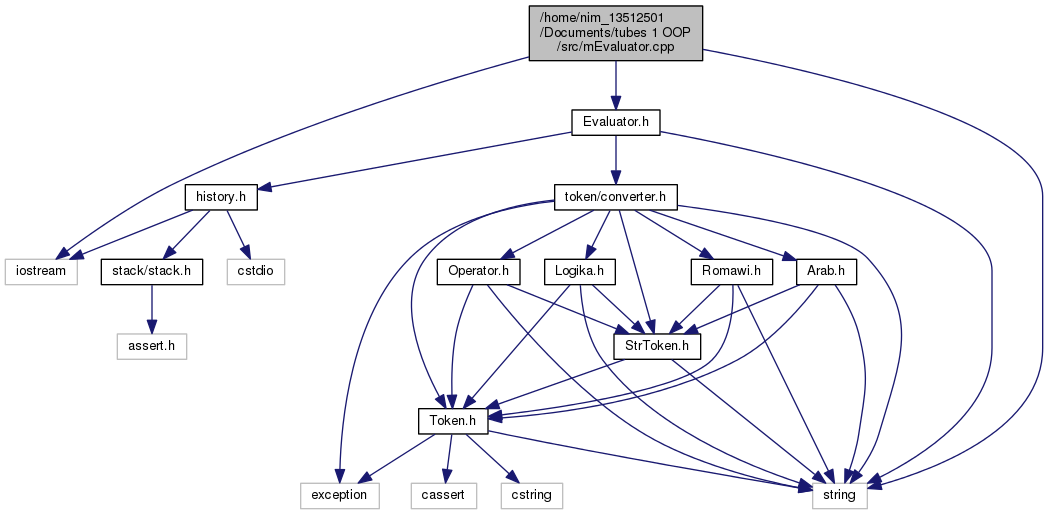 /home/nim_13512501
/Documents/tubes 1 OOP
/src/mEvaluator.cpp
Evaluator.h
history.h
token/converter.h
iostream
stack/stack.h
cstdio
Operator.h
Logika.h
Romawi.h
Arab.h
assert.h
StrToken.h
Token.h
exception
cassert
cstring
string